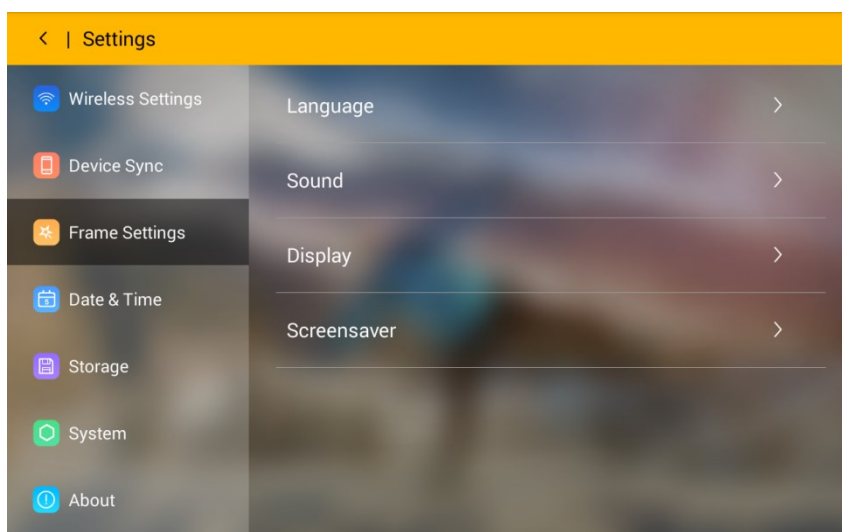 < | Settings
Wireless Settings
Device Sync
Frame Settings
Date & Time
Storage
System
About
Language
Sound
Display
Screensaver